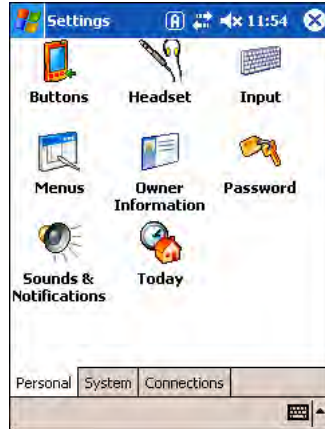 Settings A 11:54
Buttons Headset Input
Menus Owner Information Password
Sounds & Notifications Today
Personal System Connections